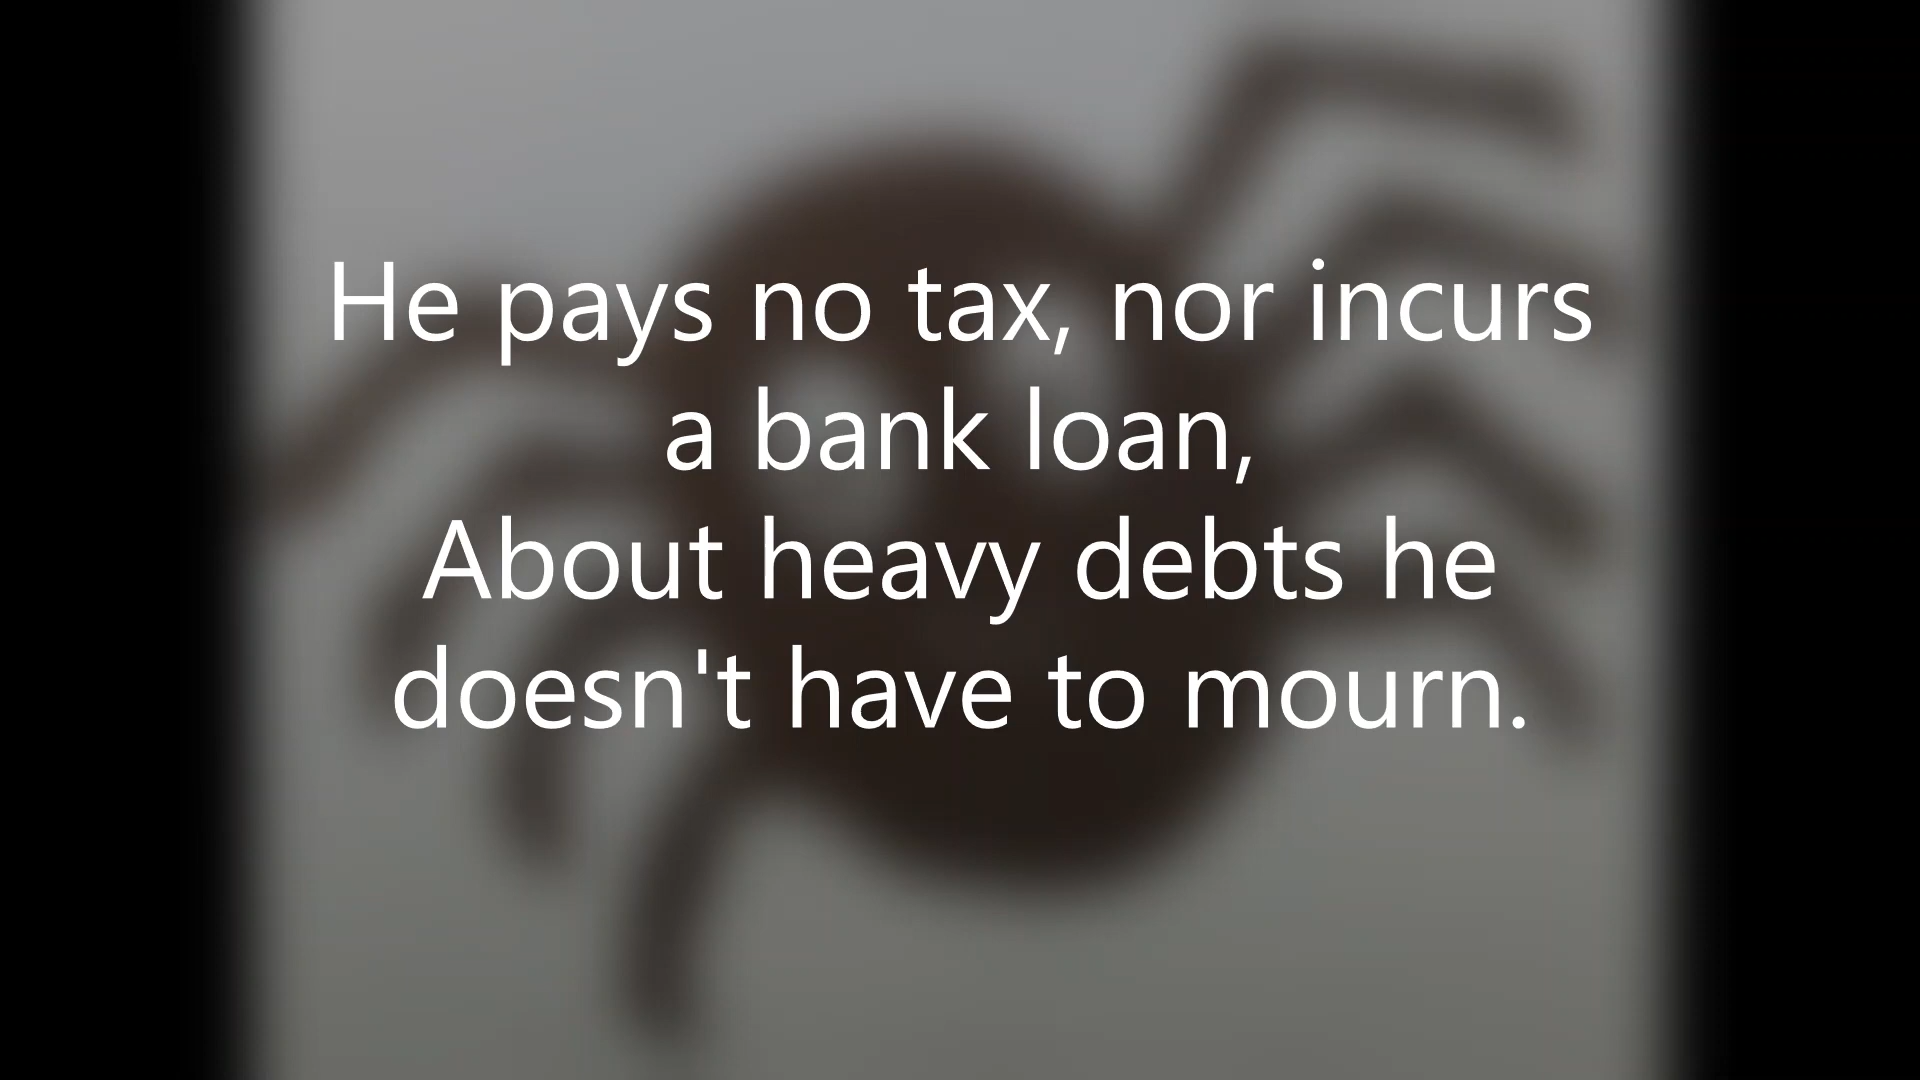 He pays no tax, nor incurs
a bank loan,
About heavy debts he
doesn't have to mourn.